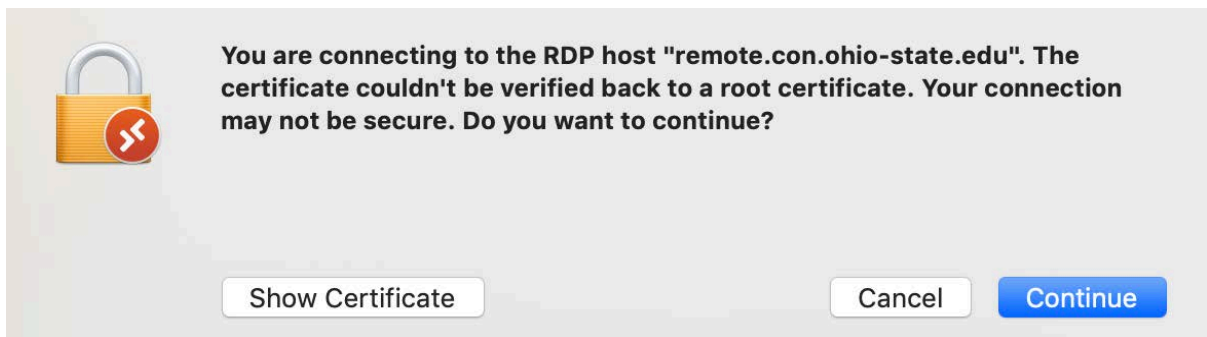 You are connecting to the RDP host "remote.con.ohio-state.edu". The
certificate couldn't be verified back to a root certificate. Your connection
may not be secure. Do you want to continue?
Show Certificate
Cancel
Continue